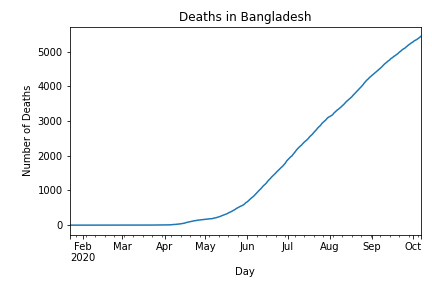 Deaths in Bangladesh
5000
4000
3000
2000
1000
0
Number of Deaths
Feb Mar Apr May Jun Jul Aug Sep Oct
2020
Day